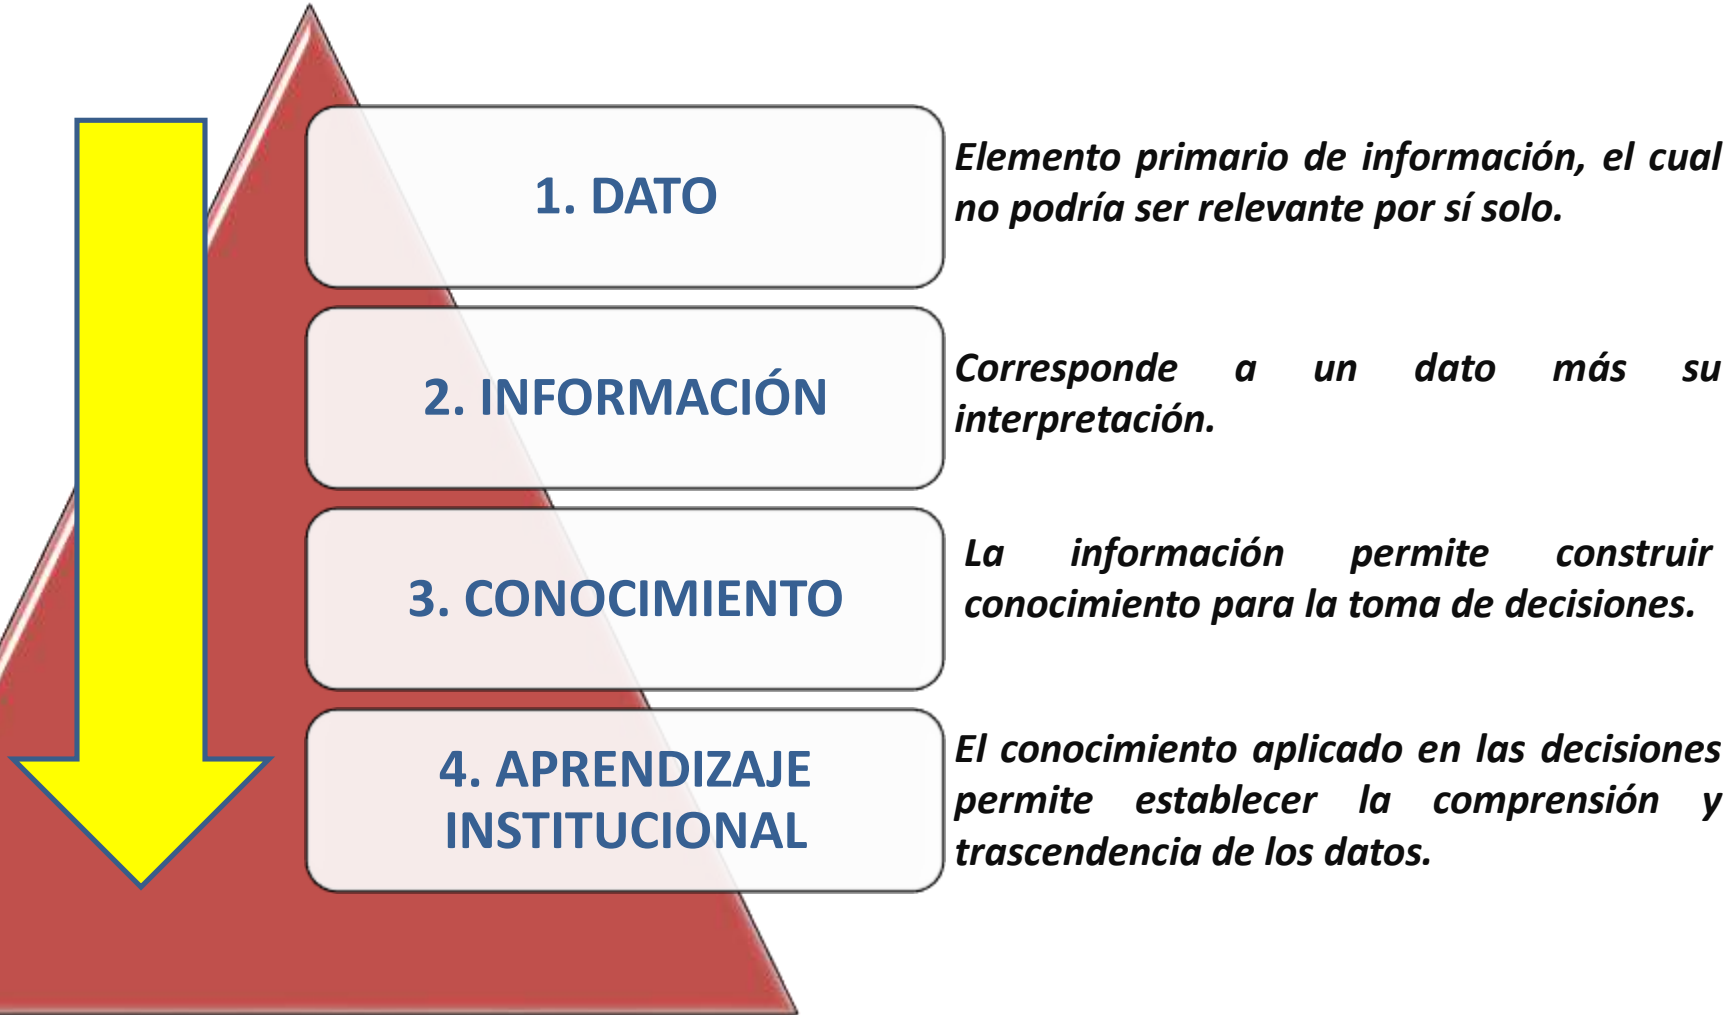 1. DATO
Elemento primario de información, el cual
no podría ser relevante por sí solo.
2. INFORMACIÓN
Corresponde a un dato más su
interpretación.
3. CONOCIMIENTO
La información permite construir
conocimiento para la toma de decisiones.
4. APRENDIZAJE
INSTITUCIONAL
El conocimiento aplicado en las decisiones
permite establecer la comprensión y
trascendencia de los datos.